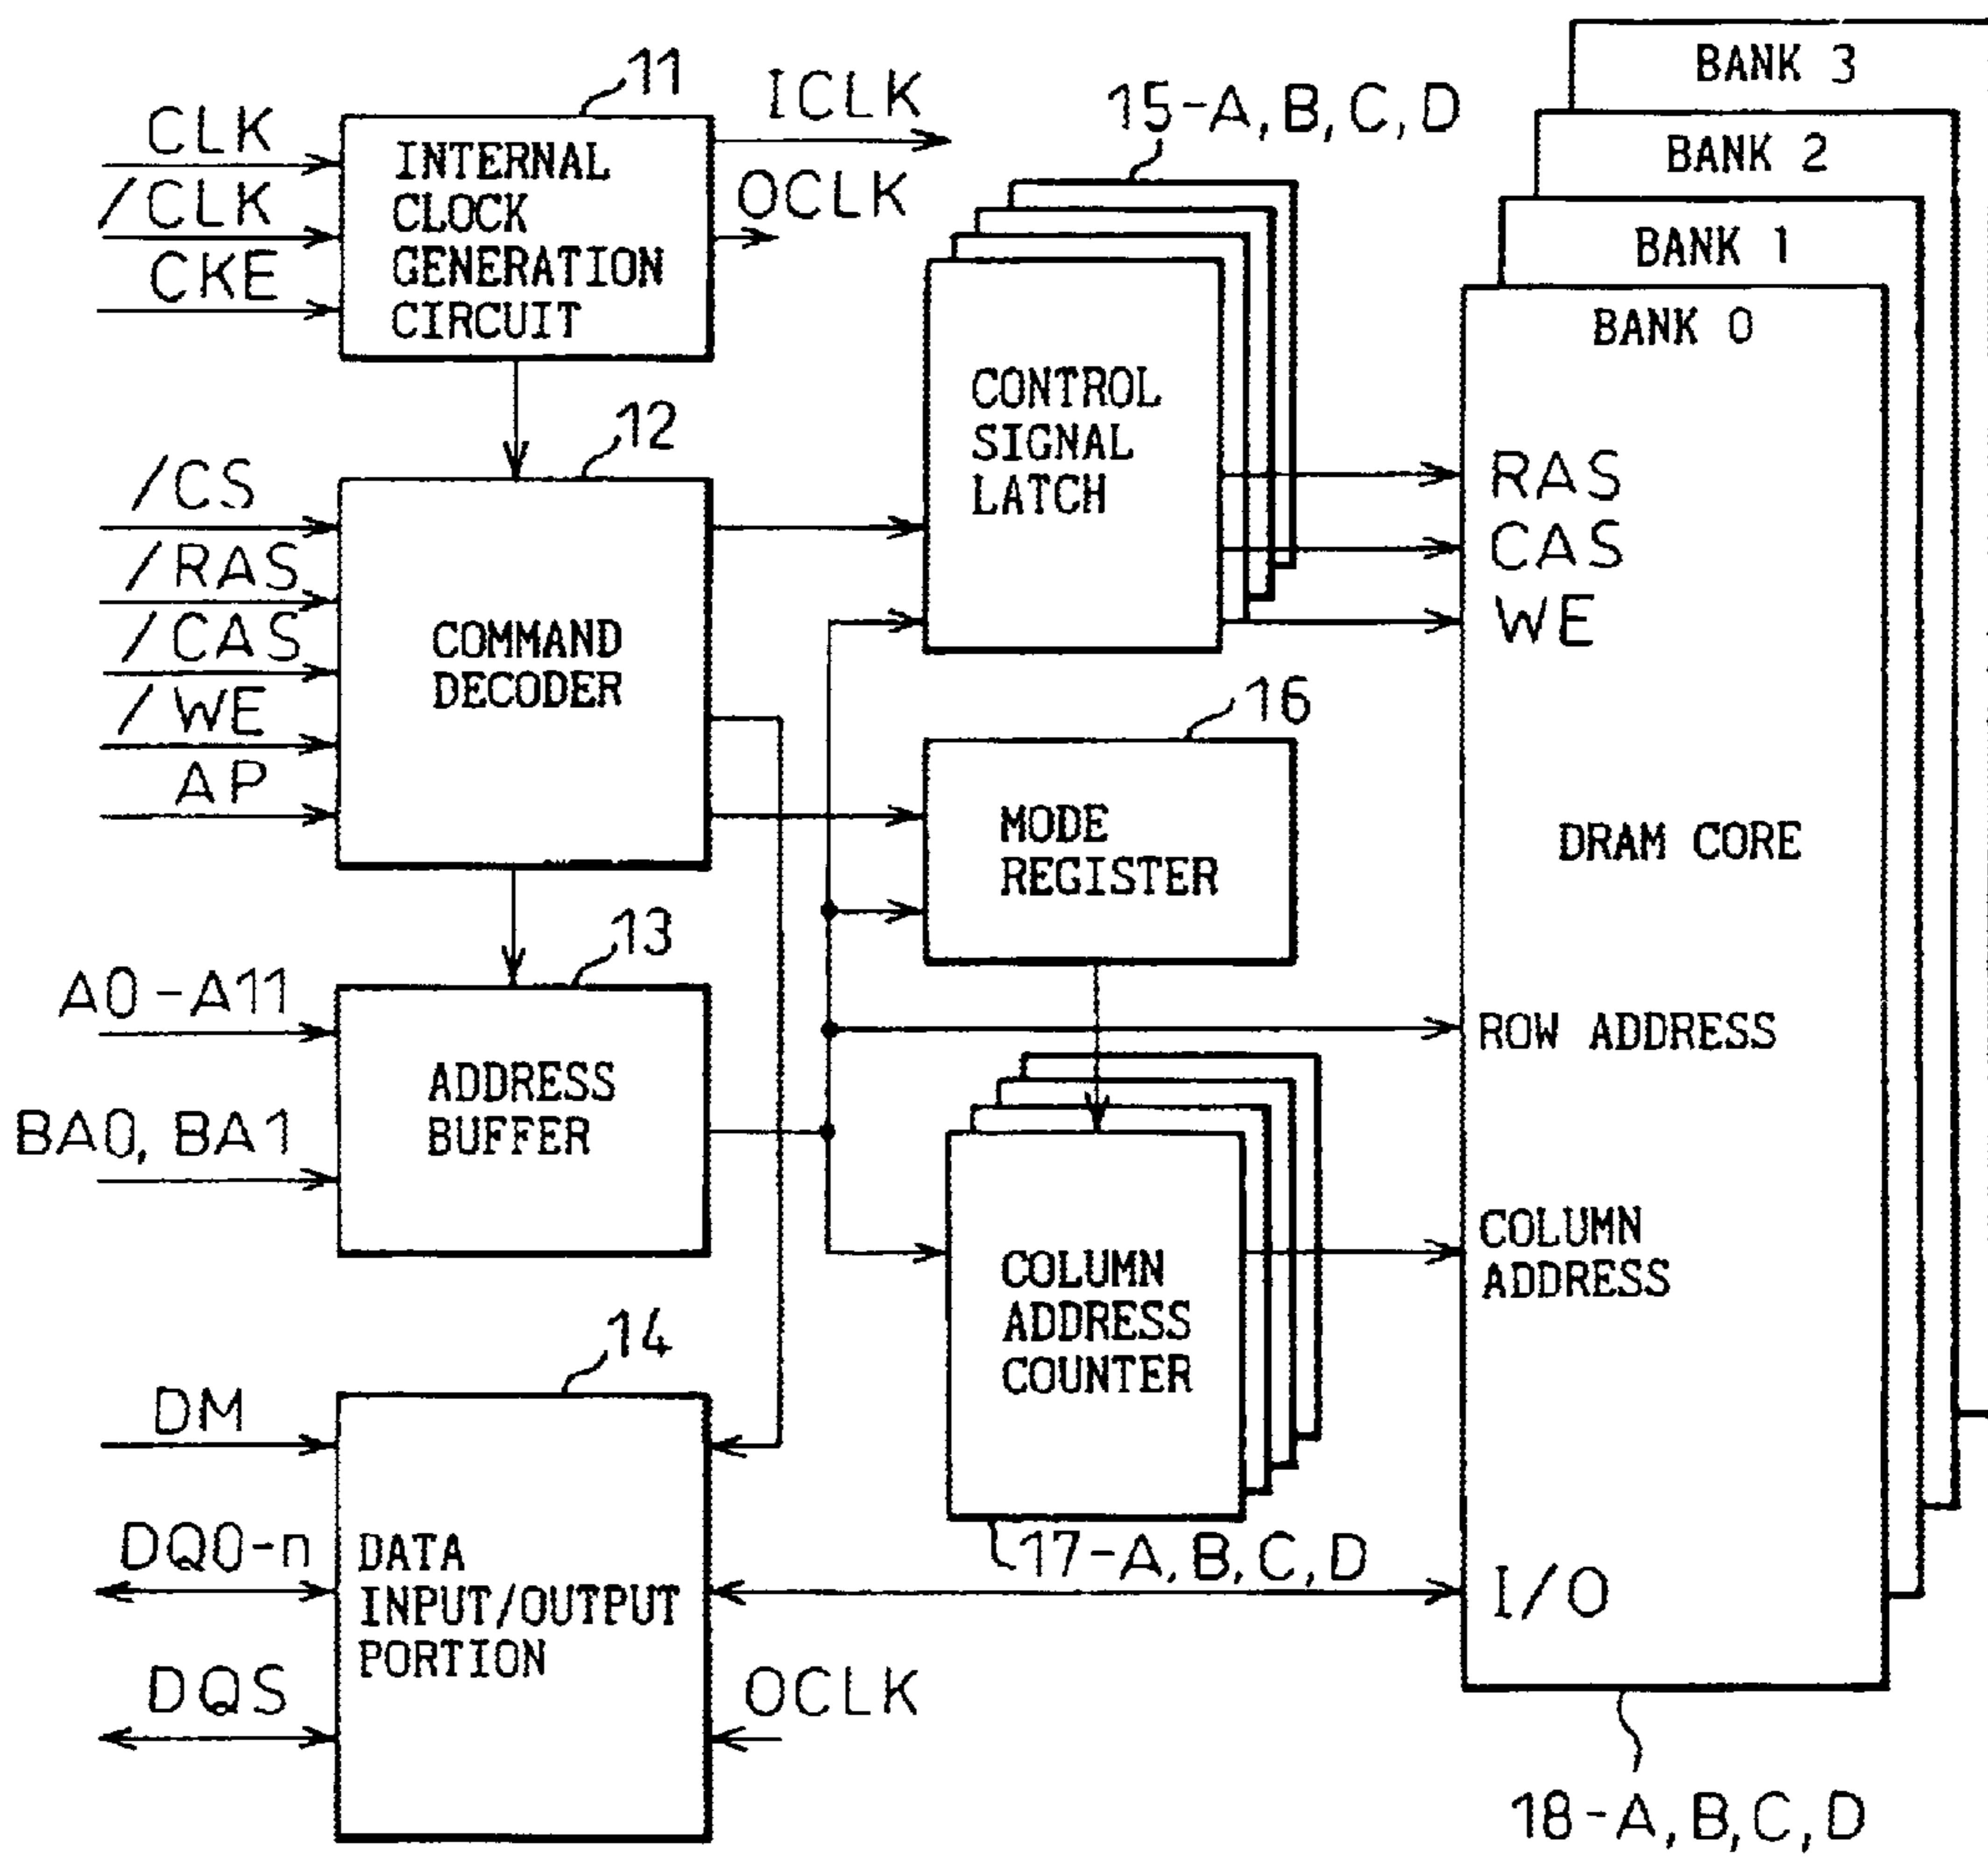 11
CLK
/CLK
CKE
INTERNAL
CLOCK
GENERATION
CIRCUIT
ICLK
OCLK
12
/CS
/RAS
/CAS
/WE
AP
COMMAND
DECODER
13
A0-A11
BA0, BA1
ADDRESS
BUFFER
14
DM
DQ0-n
DQS
DATA
INPUT/OUTPUT
PORTION
OCLK
15-A, B, C, D
CONTROL
SIGNAL
LATCH
16
MODE
REGISTER
COLUMN
ADDRESS
COUNTER
17-A, B, C, D
BANK 3
BANK 2
BANK 1
BANK 0
RAS
CAS
WE
DRAM CORE
ROW ADDRESS
COLUMN
ADDRESS
I/O
18-A, B, C, D